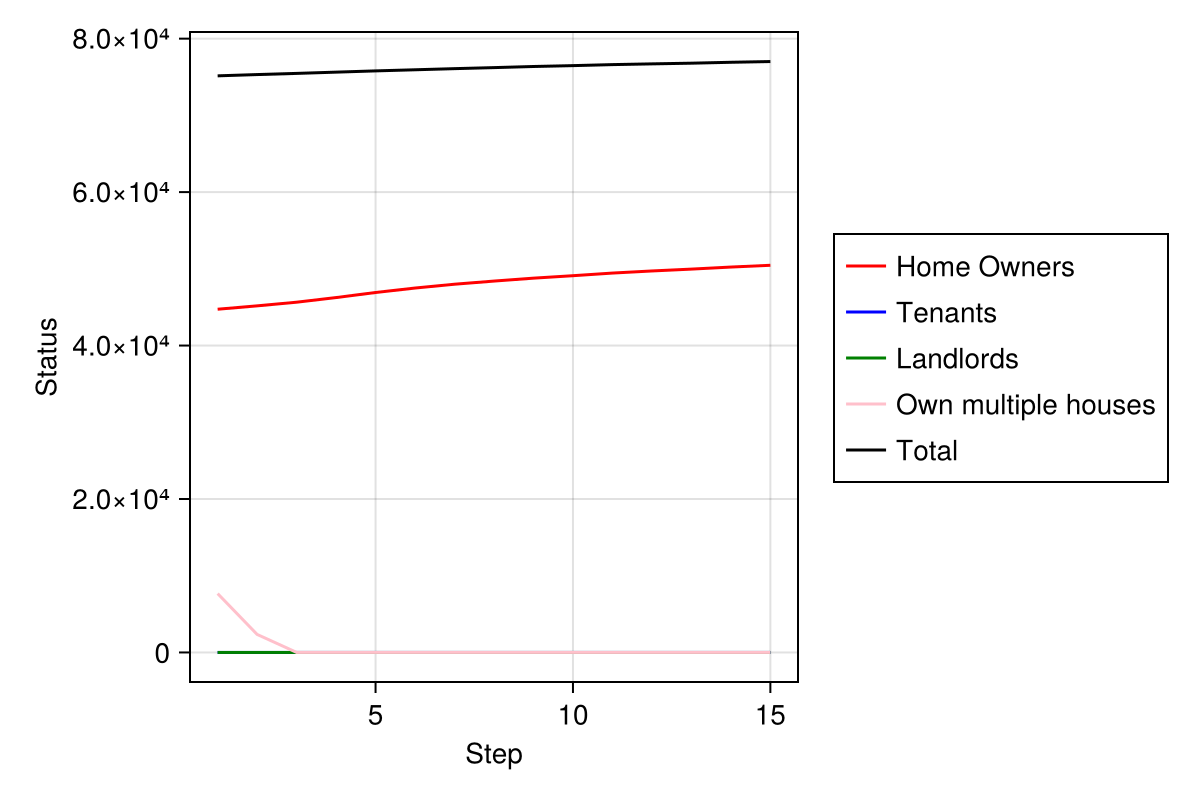 8.0×10⁴
6.0×10⁴
4.0×10⁴
2.0×10⁴
0
Status
5
10
15
Step
Home Owners
Tenants
Landlords
Own multiple houses
Total